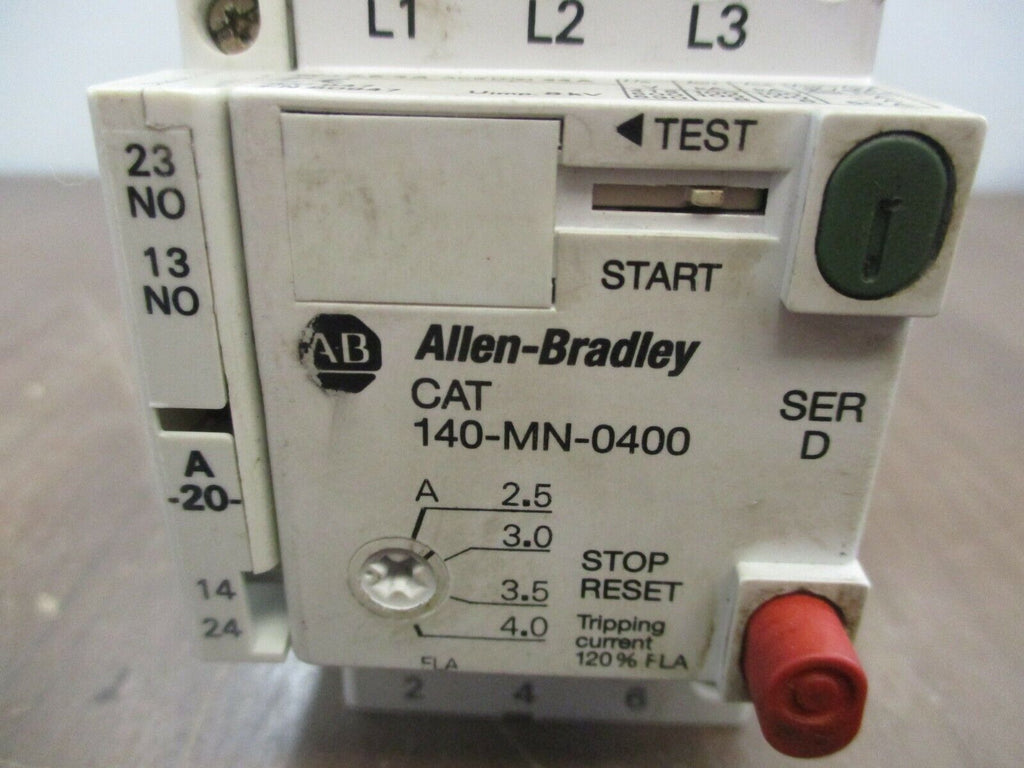 L1 L2 L3
Uimp
kV
23
NO
13
NO
TEST
START
AB Allen-Bradley
CAT
140-MN-0400
SER
D
A
-20-
A 2.5
3.0
3.5
4.0
STOP
RESET
Tripping
current
120% FLA
FLA
14
24
2 4 6